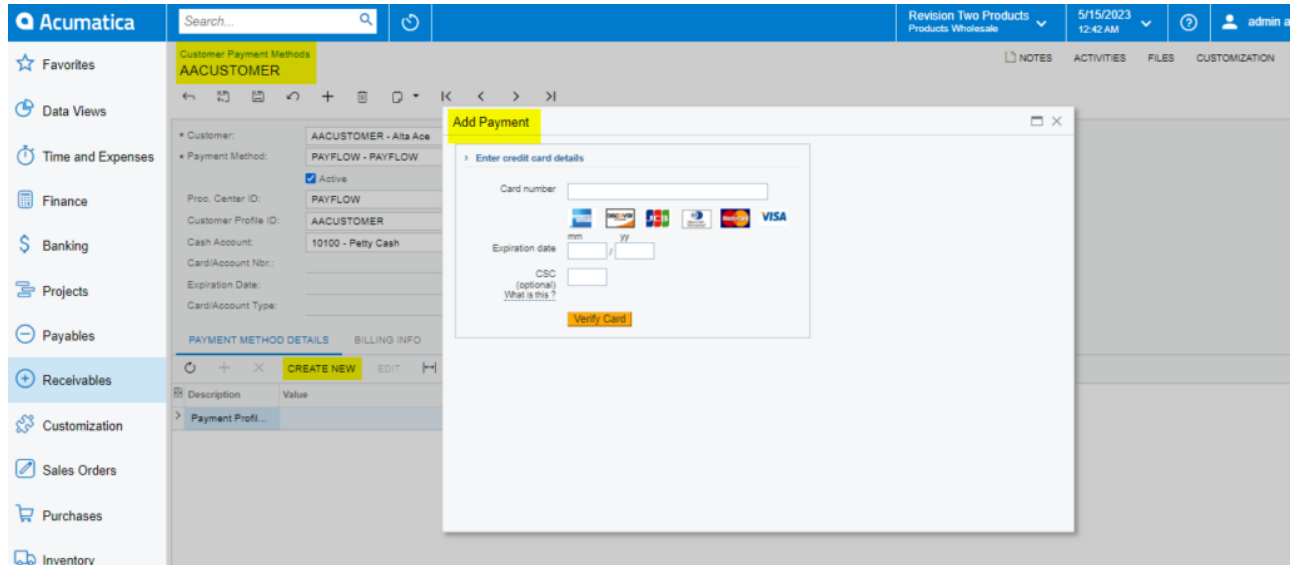 Acumatica
Search...
Revision Two Products
Products Wholesale
5/15/2023
12:42 AM
admin a
Favorites
Data Views
Time and Expenses
Finance
Banking
Projects
Payables
Receivables
Customization
Sales Orders
Purchases
Inventory
Customer Payment Methods
AACUSTOMER
NOTES ACTIVITIES FILES CUSTOMIZATION
* Customer: AACUSTOMER - Alta Ace
* Payment Method: PAYFLOW - PAYFLOW
Active
Proc. Center ID: PAYFLOW
Customer Profile ID: AACUSTOMER
Cash Account: 10100 - Petty Cash
Card/Account Nbr.:
Expiration Date:
Card/Account Type:
PAYMENT METHOD DETAILS BILLING INFO
CREATE NEW EDIT
Description Value
Payment Profil...
Add Payment
Enter credit card details
Card number
DISCOVER JCB MasterCard VISA
mm yy
Expiration date /
CSC
(optional)
What is this ?
Verify Card